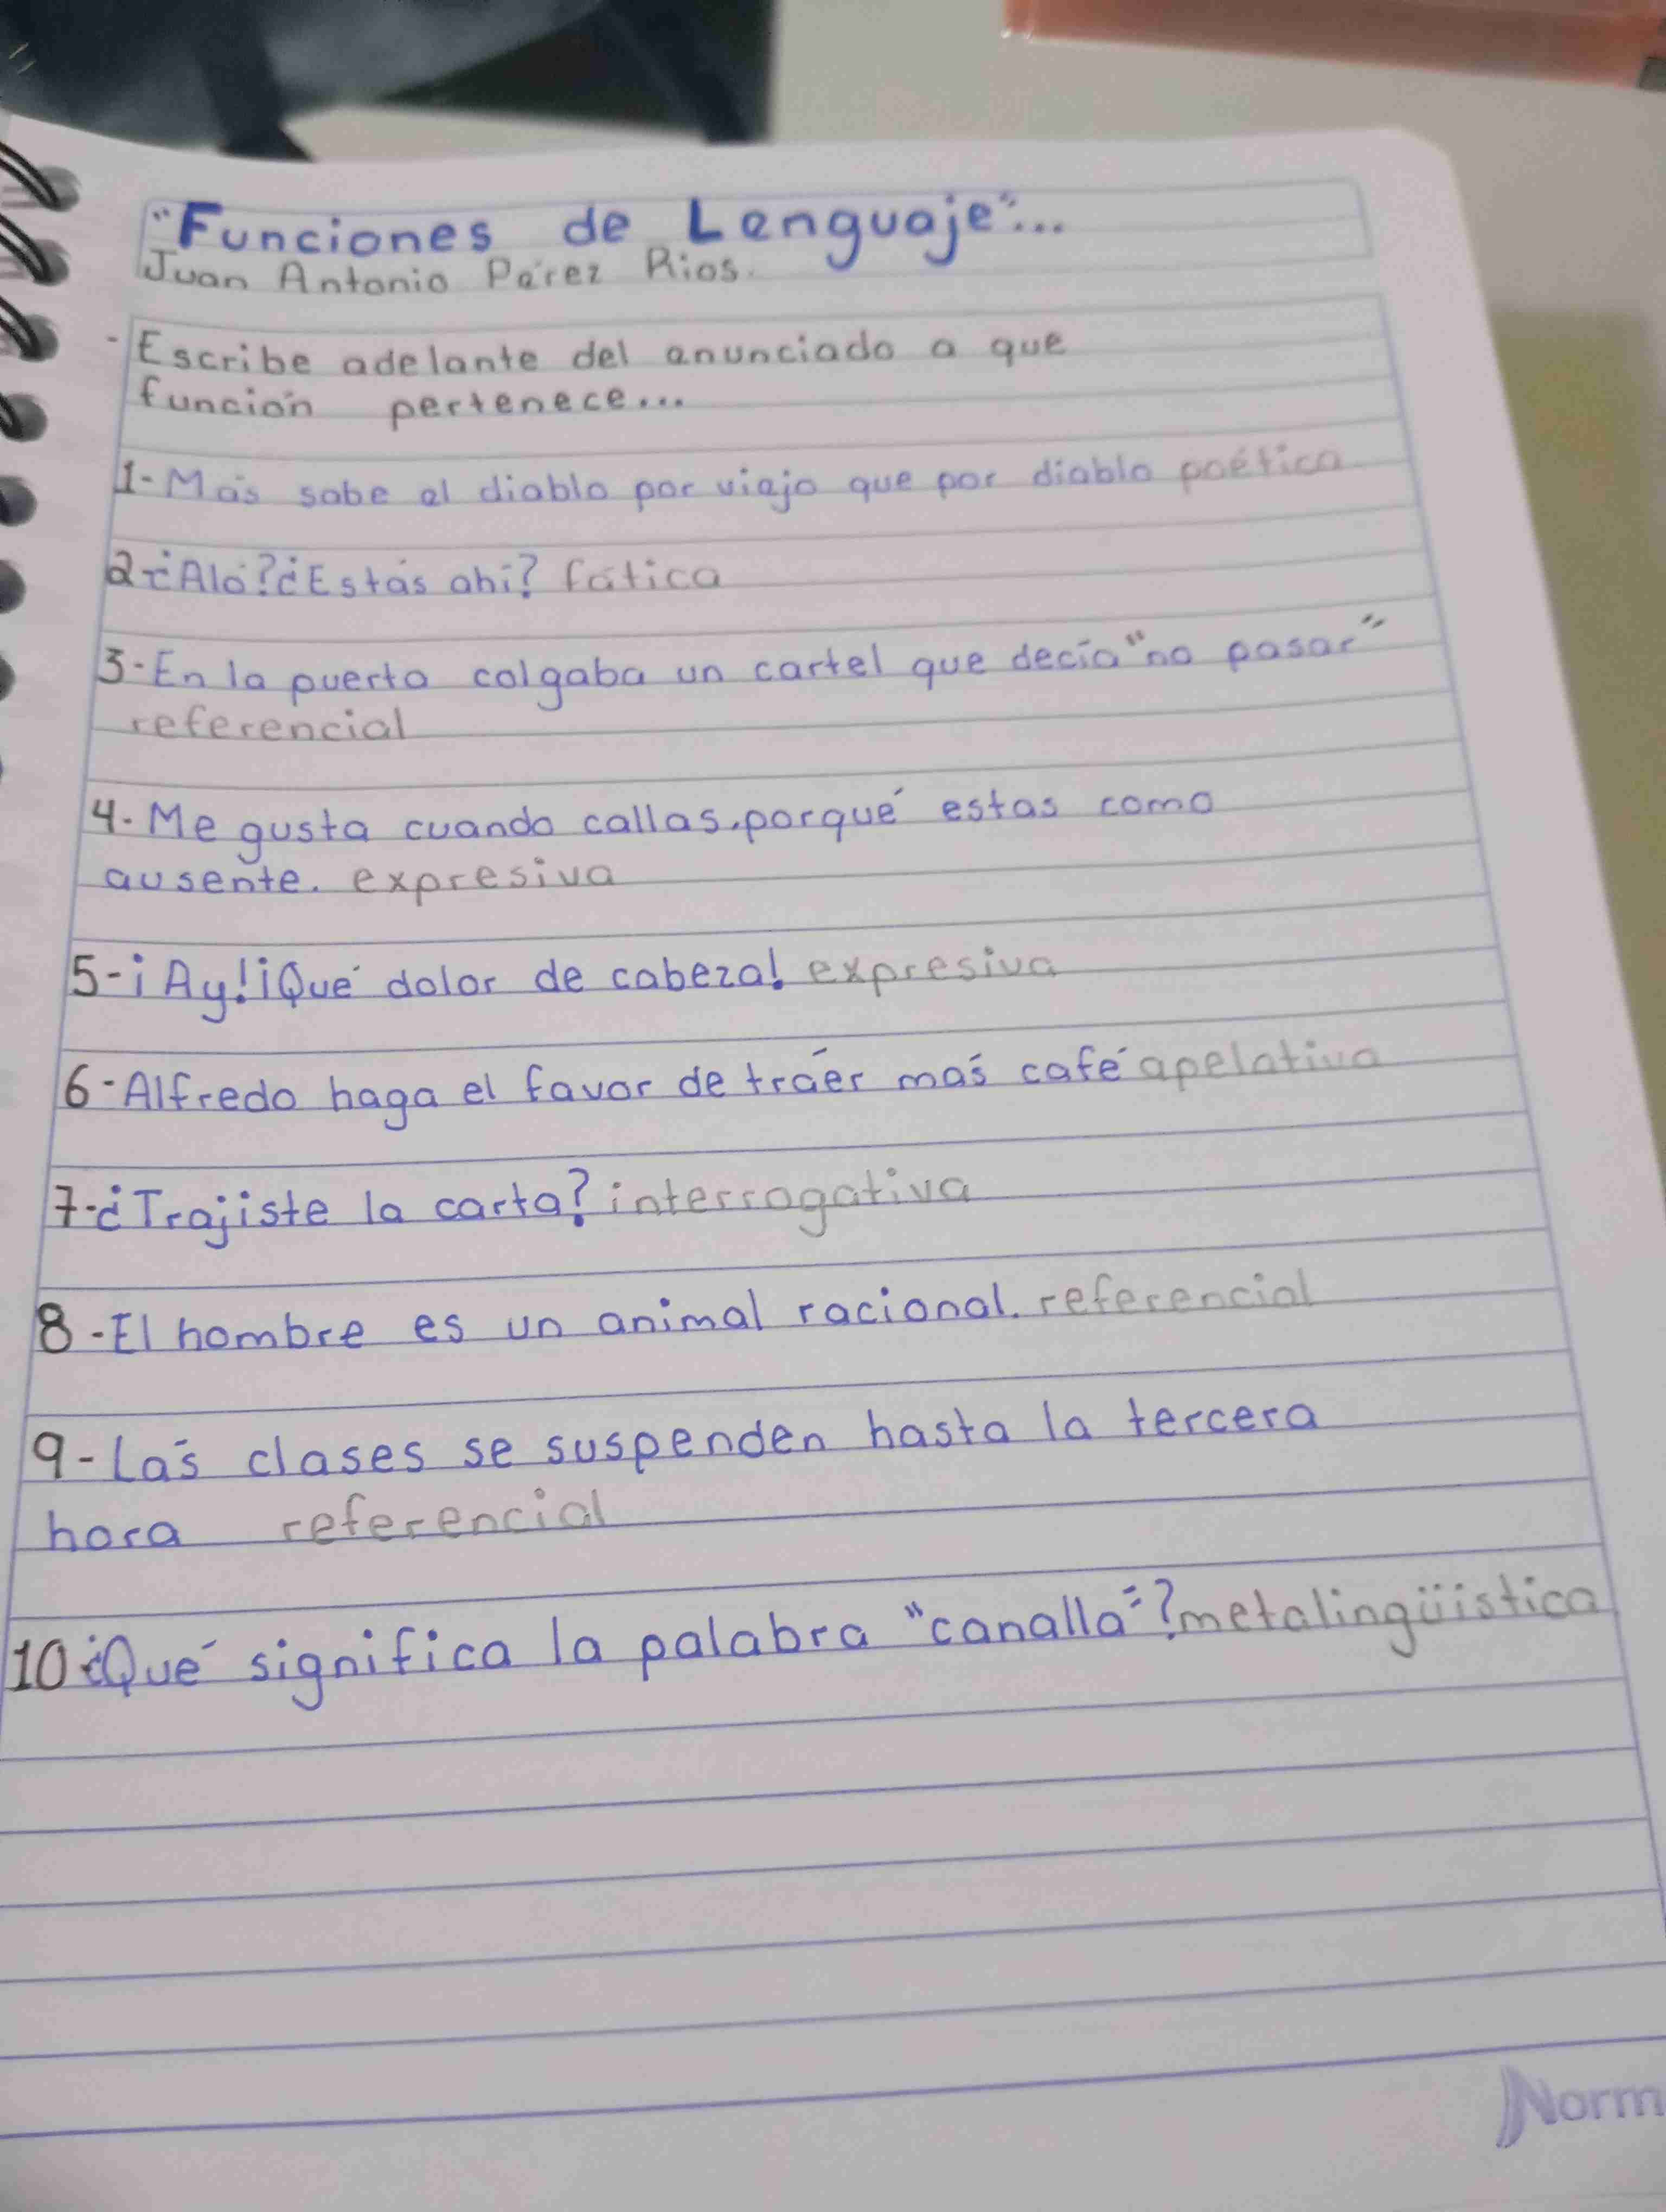 "Funciones de Lenguaje"...
Juan Antonio Pérez Rios.
-Escribe adelante del enunciado a que
función pertenece...
1-Más sabe el diablo por viejo que por diablo poética
2-¿Aló?¿Estás ahí? fática
3-En la puerta colgaba un cartel que decía "no pasar"
referencial
4-Me gusta cuando callas, porqué estas como
ausente. expresiva
5-¡Ay!¡Qué dolor de cabeza! expresiva
6-Alfredo haga el favor de tráer más café apelativa
7-¿Trajiste la carta? interrogativa
8-El hombre es un animal racional. referencial
9-Lás clases se suspenden hasta la tercera
hora referencial
10¿Qué significa la palabra "canalla"? metalingüistica
Norm